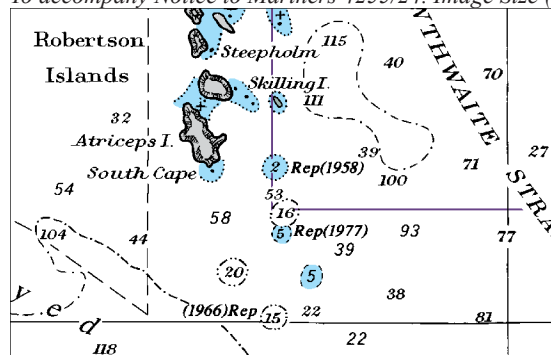 To accompany Notice to Mariners 4255/24. Image Size (
Robertson
Islands
Steepholm
115
40
70
Skilling I.
111
32
Atriceps I.
39
71
27
South Cape
2 Rep(1958)
100
54
53
16
58
5 Rep(1977)
93
104
44
39
77
20
5
38
(1966)Rep 15
22
81
118
22
WTHWAITE STRA
y e d